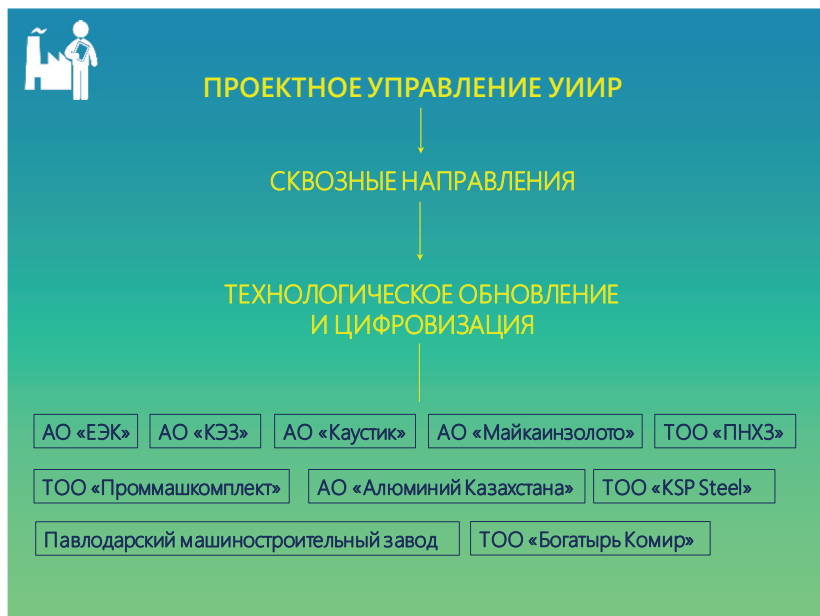 ПРОЕКТНОЕ УПРАВЛЕНИЕ УИИР
СКВОЗНЫЕ НАПРАВЛЕНИЯ
ТЕХНОЛОГИЧЕСКОЕ ОБНОВЛЕНИЕ
И ЦИФРОВИЗАЦИЯ
АО «ЕЭК» АО «КЭЗ» АО «Каустик» АО «Майкаинзолото» ТОО «ПНХЗ»
ТОО «Проммашкомплект» АО «Алюминий Казахстана» ТОО «KSP Steel»
Павлодарский машиностроительный завод ТОО «Богатырь Комир»